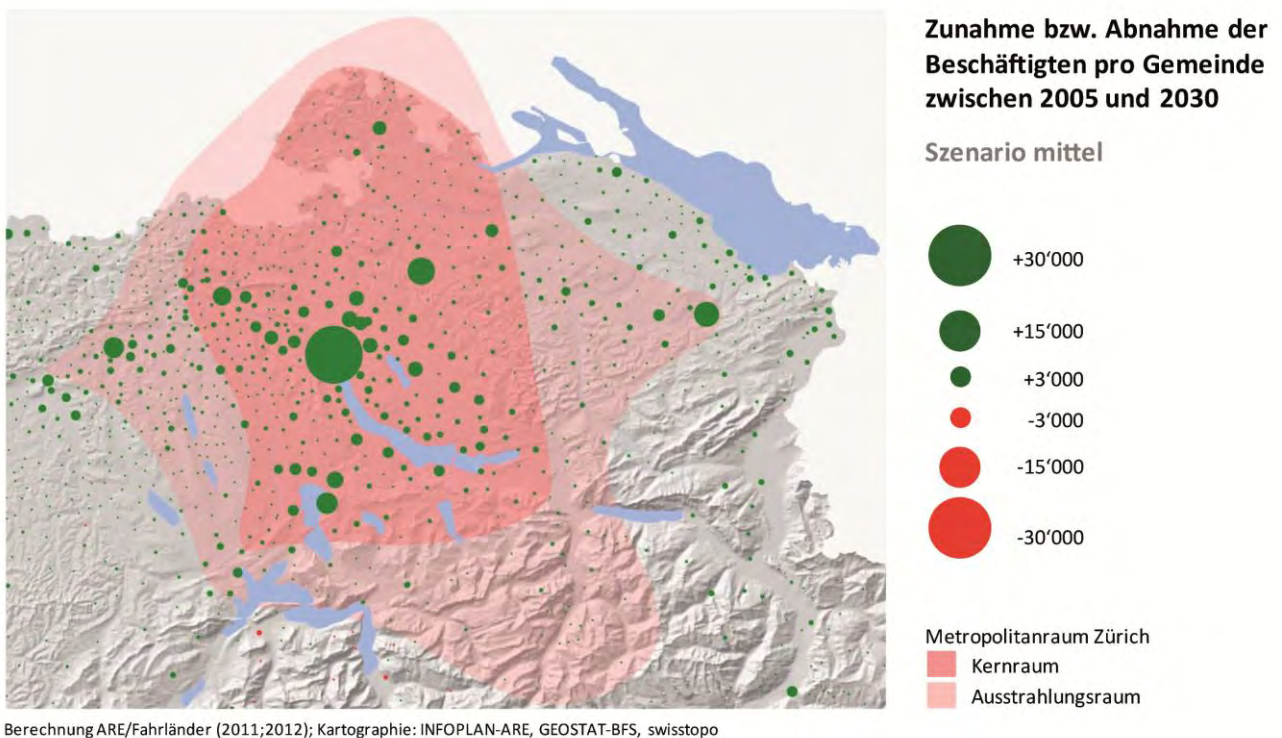 Zunahme bzw. Abnahme der
Beschäftigten pro Gemeinde
zwischen 2005 und 2030
Szenario mittel
+30‘000
+15‘000
+3‘000
-3‘000
-15‘000
-30‘000
Metropolitanraum Zürich
Kernraum
Ausstrahlungsraum
Berechnung ARE/Fahrländer (2011;2012); Kartographie: INFOPLAN-ARE, GEOSTAT-BFS, swisstopo